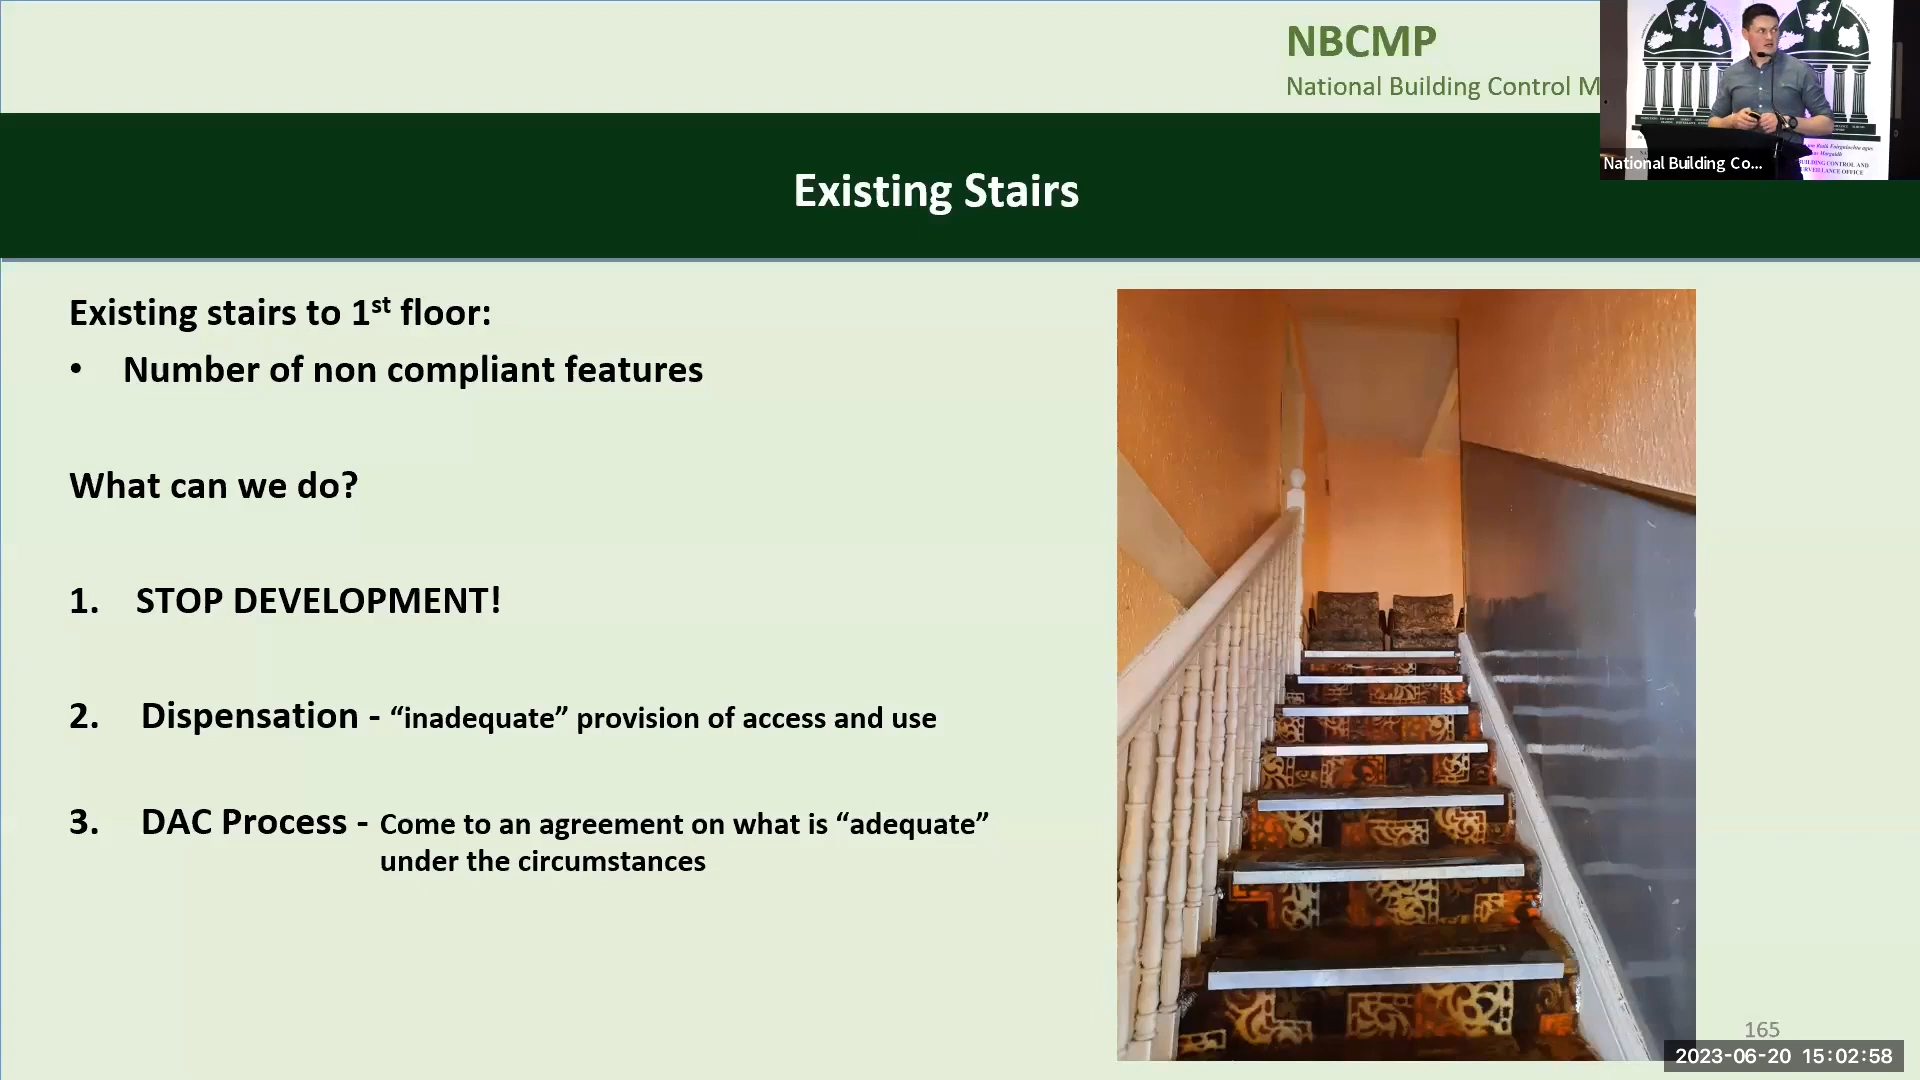 NBCMP
National Building Control M
National Building Co...
Existing Stairs
Existing stairs to 1st floor:
• Number of non compliant features
What can we do?
1. STOP DEVELOPMENT!
2. Dispensation - “inadequate” provision of access and use
3. DAC Process - Come to an agreement on what is “adequate”
under the circumstances
165
2023-06-20 15:02:58